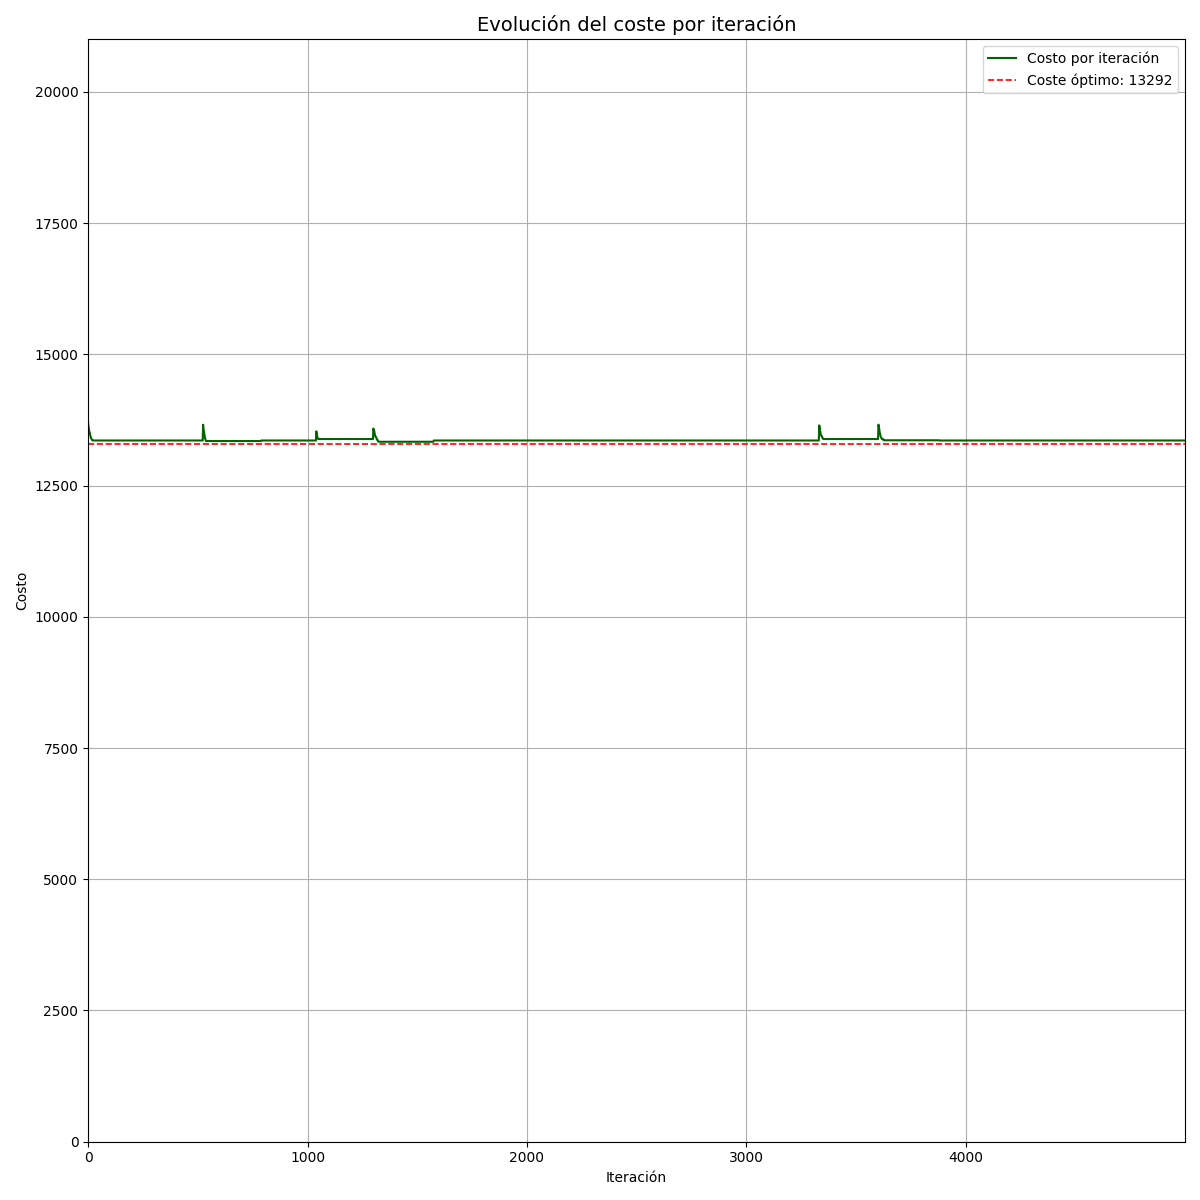 Evolución del coste por iteración
Costo por iteración
Coste óptimo: 13292
20000
17500
15000
12500
10000
7500
5000
2500
0
Costo
0 1000 2000 3000 4000
Iteración